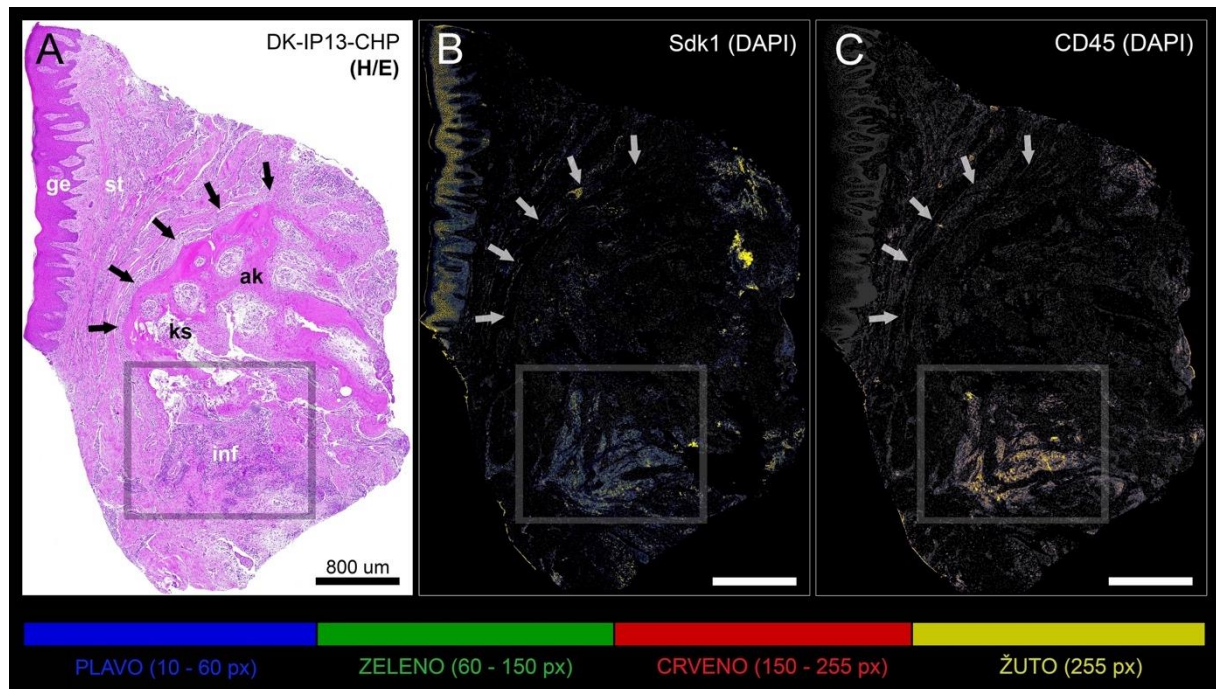 A
DK-IP13-CHP
(H/E)
ge
st
ak
ks
inf
800 um
B
Sdk1 (DAPI)
C
CD45 (DAPI)
PLAVO (10 - 60 px)
ZELENO (60 - 150 px)
CRVENO (150 - 255 px)
ŽUTO (255 px)